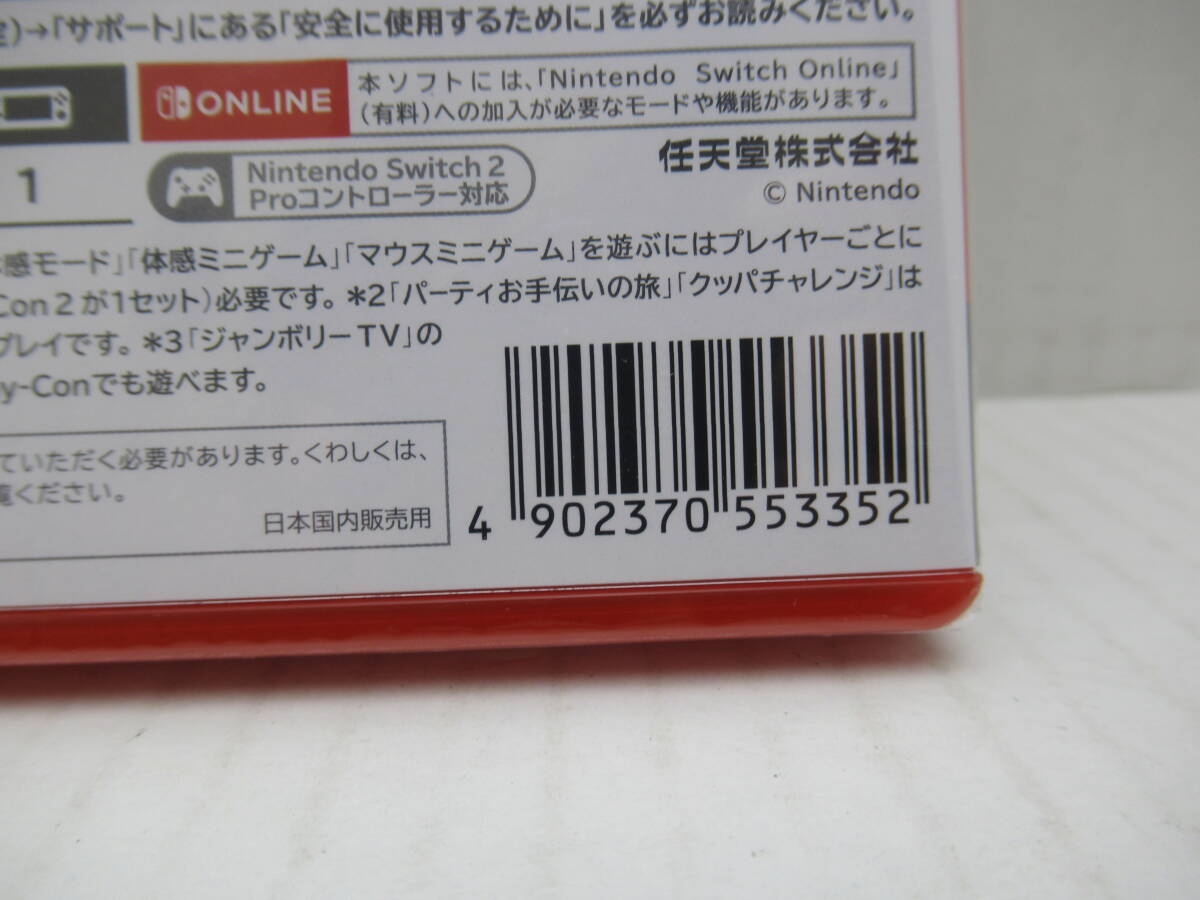 )→「サポート」にある「安全に使用するために」を必ずお読みください。
ONLINE
本ソフトには、「Nintendo Switch Online」
(有料)への加入が必要なモードや機能があります。
1
Nintendo Switch 2
Proコントローラー対応
任天堂株式会社
© Nintendo
感モード」「体感ミニゲーム」「マウスミニゲーム」を遊ぶにはプレイヤーごとに
Con 2 が1セット)必要です。*2「パーティお手伝いの旅」「クッパチャレンジ」は
プレイです。*3「ジャンボリーTV」の
y-Conでも遊べます。
ていただく必要があります。くわしくは、
覧ください。
日本国内販売用
4 902370 553352